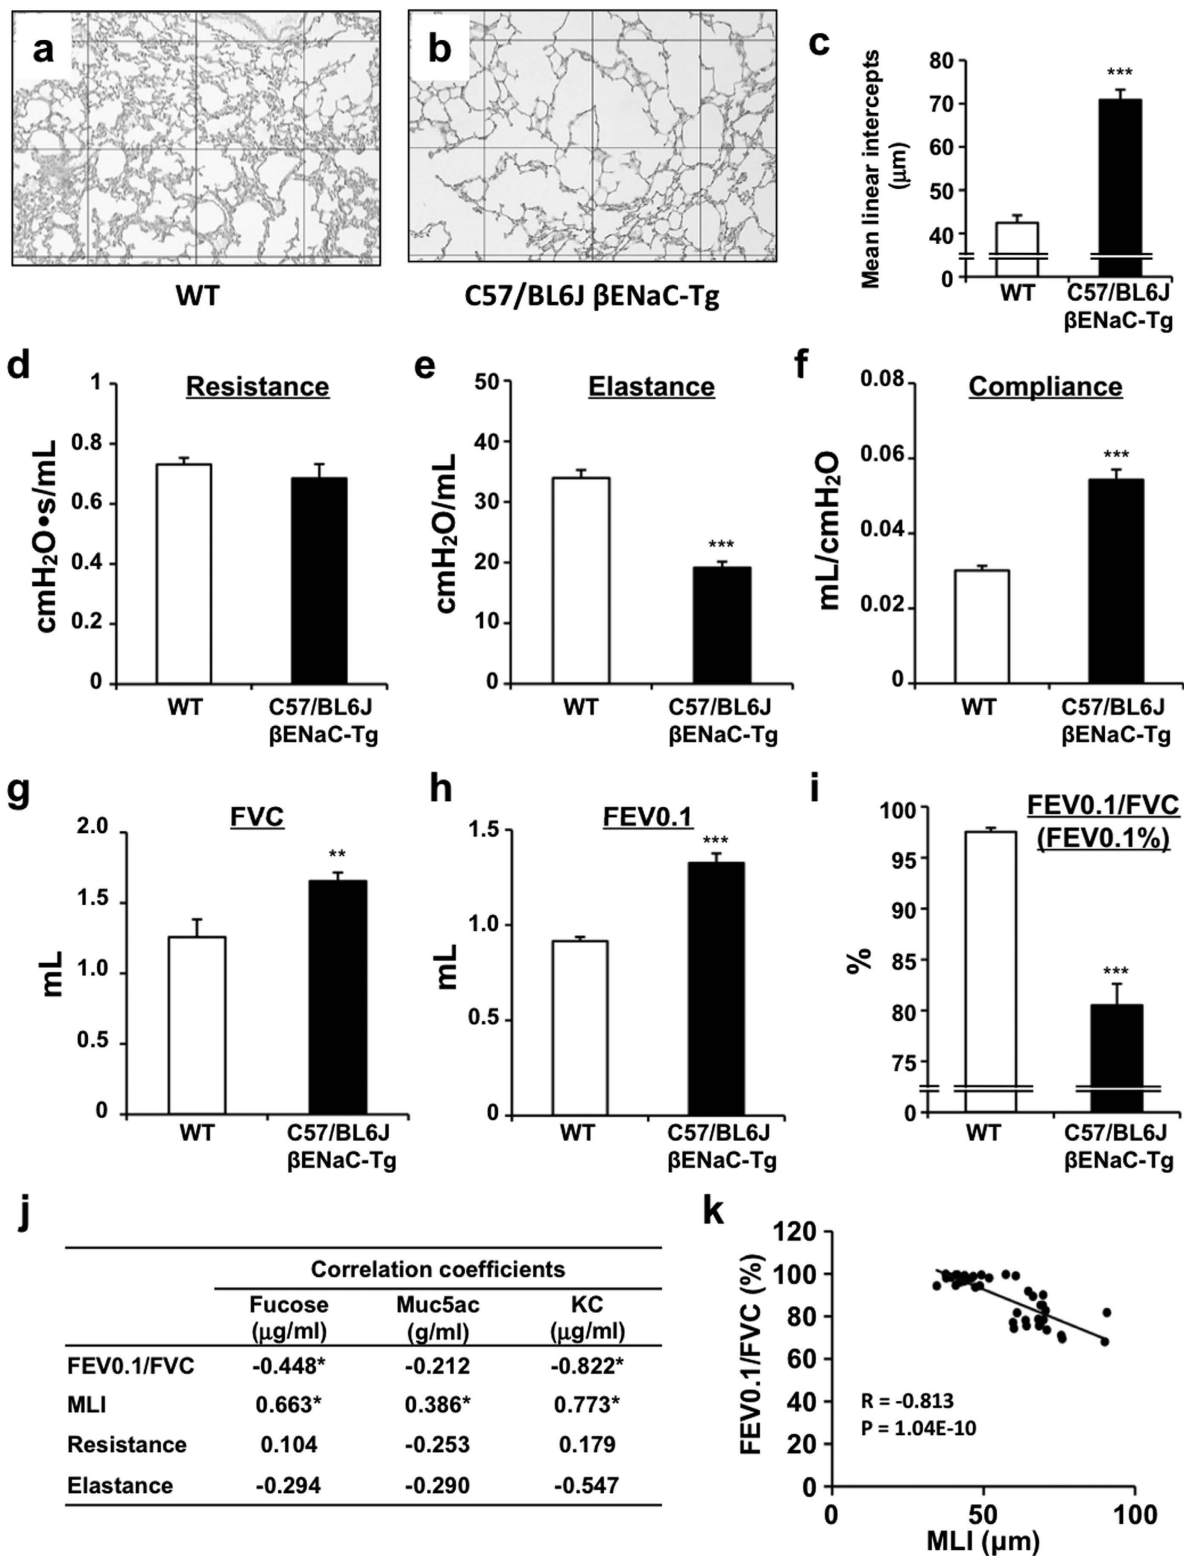 a
b
WT
C57/BL6J βENaC-Tg
c
Mean linear intercepts
(μm)
80
70
60
50
40
0
***
WT
C57/BL6J
βENaC-Tg
d
Resistance
cmH₂O•s/mL
1
0.8
0.6
0.4
0.2
0
WT
C57/BL6J
βENaC-Tg
e
Elastance
cmH₂O/mL
50
40
30
20
10
0
***
WT
C57/BL6J
βENaC-Tg
f
Compliance
mL/cmH₂O
0.08
0.06
0.04
0.02
0
***
WT
C57/BL6J
βENaC-Tg
g
FVC
mL
2.0
1.5
1.0
0.5
0
**
WT
C57/BL6J
βENaC-Tg
h
FEV0.1
mL
1.5
1.0
0.5
0
***
WT
C57/BL6J
βENaC-Tg
i
FEV0.1/FVC
(FEV0.1%)
%
100
95
90
85
80
75
0
***
WT
C57/BL6J
βENaC-Tg
j
Correlation coefficients
Fucose Muc5ac KC
(μg/ml) (g/ml) (μg/ml)
FEV0.1/FVC -0.448* -0.212 -0.822*
MLI 0.663* 0.386* 0.773*
Resistance 0.104 -0.253 0.179
Elastance -0.294 -0.290 -0.547
k
FEV0.1/FVC (%)
120
100
80
60
40
20
0
R = -0.813
P = 1.04E-10
0 50 100
MLI (μm)